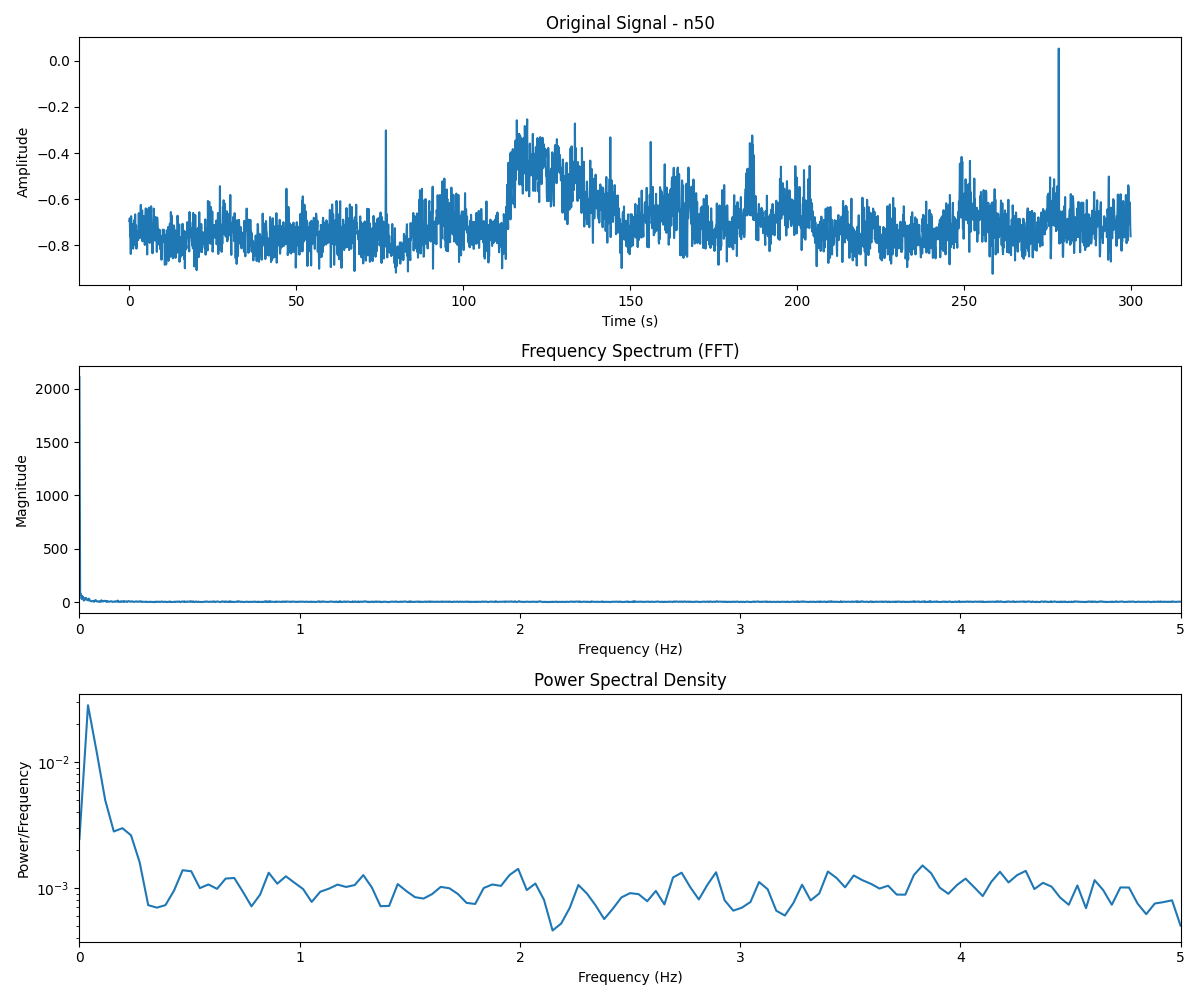 Original Signal - n50
0.0
−0.2
−0.4
−0.6
−0.8
Amplitude
0 50 100 150 200 250 300
Time (s)
Frequency Spectrum (FFT)
2000
1500
1000
500
0
Magnitude
0 1 2 3 4 5
Frequency (Hz)
Power Spectral Density
10⁻²
10⁻³
Power/Frequency
0 1 2 3 4 5
Frequency (Hz)